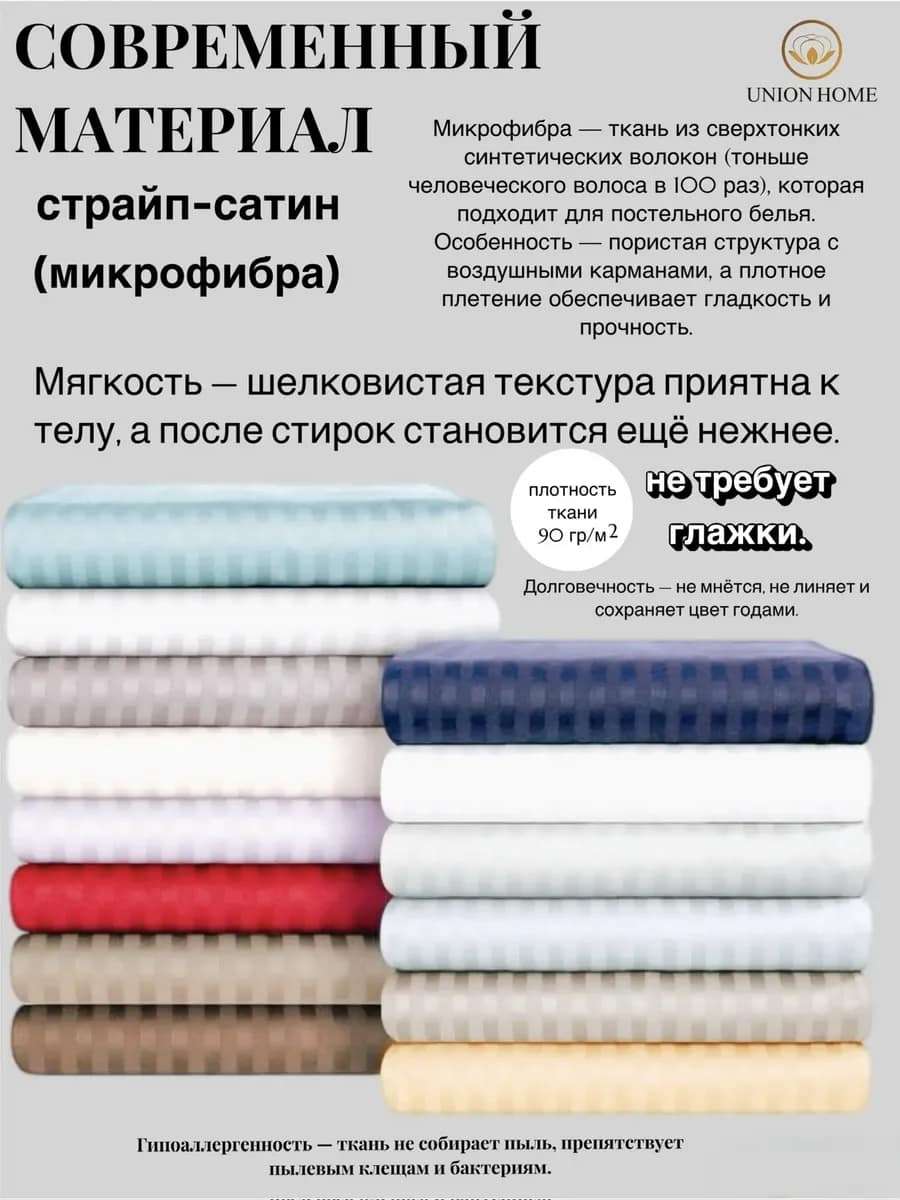 СОВРЕМЕННЫЙ
МАТЕРИАЛ
страйп-сатин
(микрофибра)
UNION HOME
Микрофибра — ткань из сверхтонких
синтетических волокон (тоньше
человеческого волоса в 100 раз), которая
подходит для постельного белья.
Особенность — пористая структура с
воздушными карманами, а плотное
плетение обеспечивает гладкость и
прочность.
Мягкость — шелковистая текстура приятна к
телу, а после стирок становится ещё нежнее.
плотность
ткани
90 гр/м2
не требует
глажки.
Долговечность — не мнётся, не линяет и
сохраняет цвет годами.
Гипоаллергенность — ткань не собирает пыль, препятствует
пылевым клещам и бактериям.